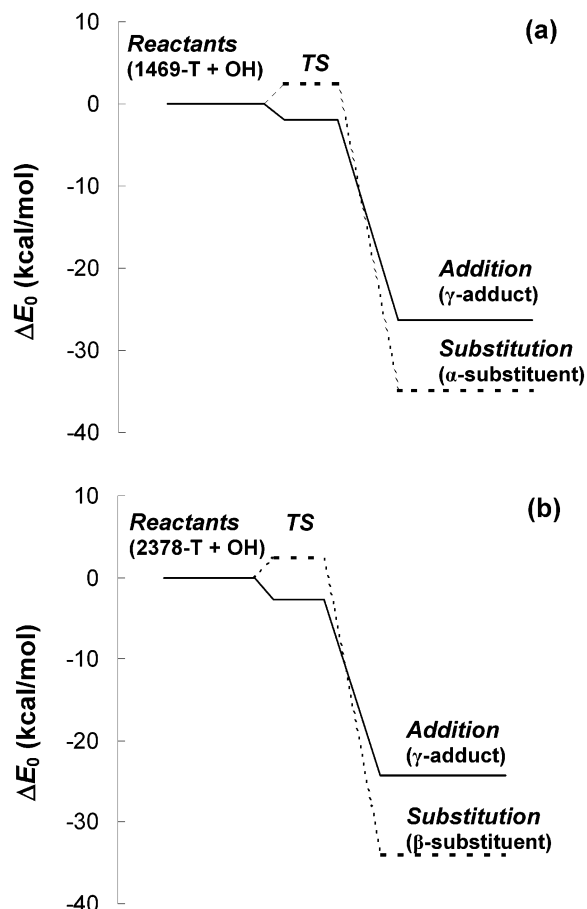 10
(a)
Reactants
(1469-T + OH)
TS
0
-10
-20
-30
-40
ΔE0 (kcal/mol)
Addition
(γ-adduct)
Substitution
(α-substituent)
10
(b)
Reactants
(2378-T + OH)
TS
0
-10
-20
-30
-40
ΔE0 (kcal/mol)
Addition
(γ-adduct)
Substitution
(β-substituent)